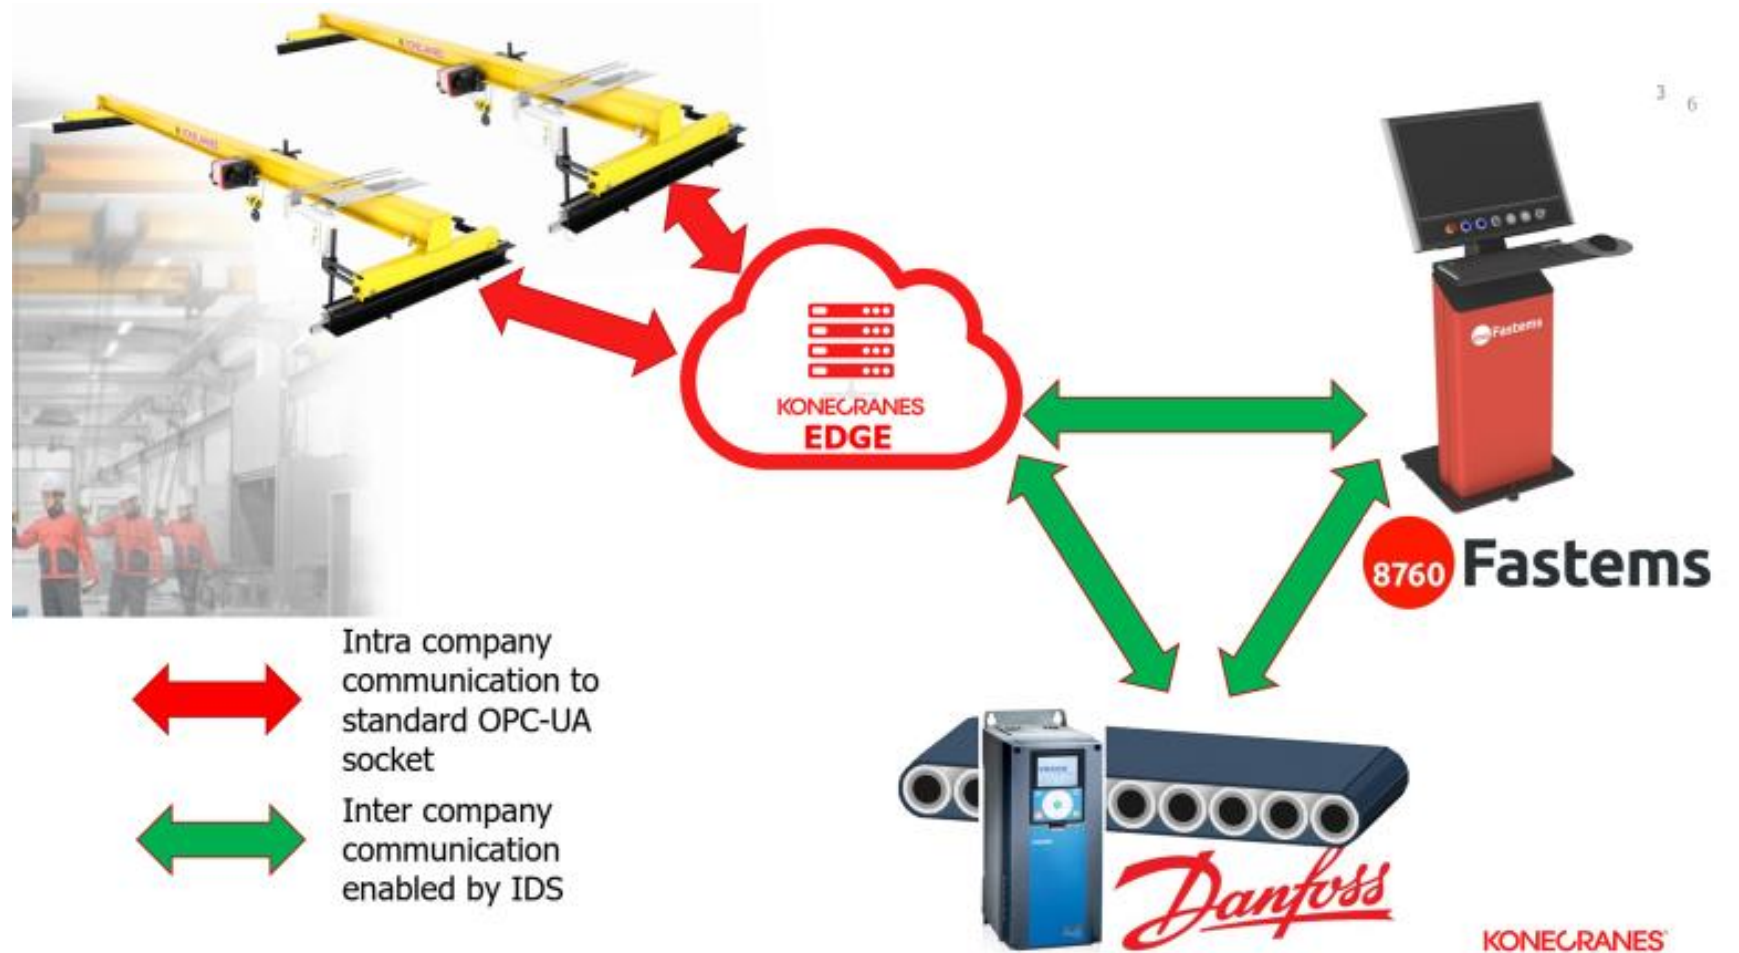 3 6
KONECRANES
EDGE
Fastems
8760 Fastems
Intra company
communication to
standard OPC-UA
socket
Inter company
communication
enabled by IDS
Danfoss
KONECRANES